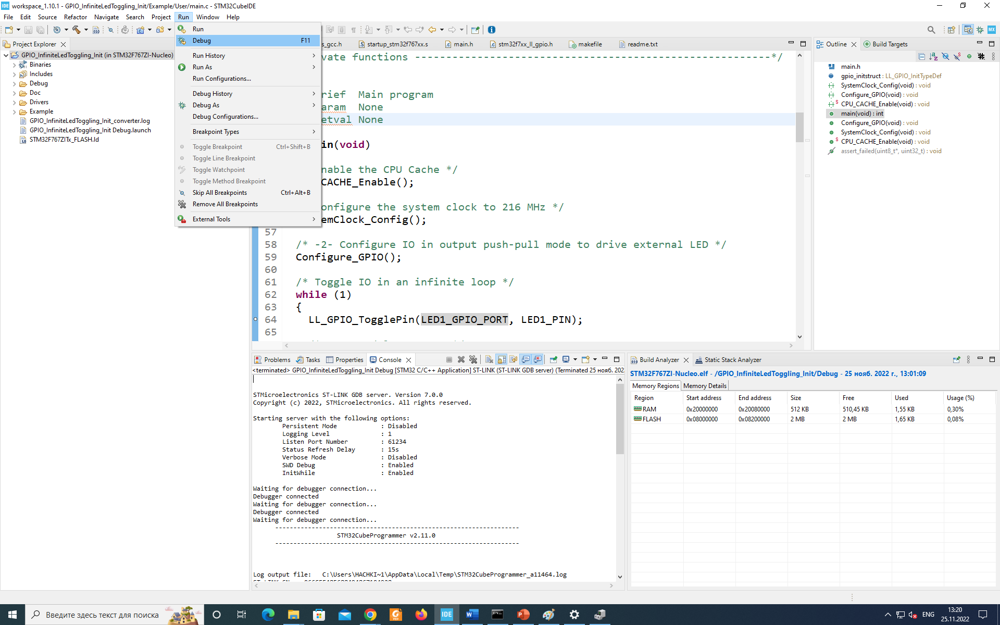 workspace_1.10.1 - GPIO_InfiniteLedToggling_Init/Example/User/main.c - STM32CubeIDE
File Edit Source Refactor Navigate Search Project Run Window Help
Project Explorer
GPIO_InfiniteLedToggling_Init (in STM32F767ZI-Nucleo)
Binaries
Includes
Debug
Doc
Drivers
Example
GPIO_InfiniteLedToggling_Init_converter.log
GPIO_InfiniteLedToggling_Init Debug.launch
STM32F767ZITx_FLASH.ld
Run
Debug F11
Run History
Run As
Run Configurations...
Debug History
Debug As
Debug Configurations...
Breakpoint Types
Toggle Breakpoint Ctrl+Shift+B
Toggle Line Breakpoint
Toggle Watchpoint
Toggle Method Breakpoint
Skip All Breakpoints Ctrl+Alt+B
Remove All Breakpoints
External Tools
s_gcc.h startup_stm32f767xx.s main.h stm32f7xx_ll_gpio.h makefile readme.txt
vate functions ---------------------------------------------------------*/
rief Main program
aram None
etval None
in(void)
nable the CPU Cache */
CACHE_Enable();
onfigure the system clock to 216 MHz */
emClock_Config();
57
58 /* -2- Configure IO in output push-pull mode to drive external LED */
59 Configure_GPIO();
60
61 /* Toggle IO in an infinite loop */
62 while (1)
63 {
64 LL_GPIO_TogglePin(LED1_GPIO_PORT, LED1_PIN);
65
Outline Build Targets
main.h
gpio_initstruct : LL_GPIO_InitTypeDef
SystemClock_Config(void) : void
Configure_GPIO(void) : void
CPU_CACHE_Enable(void) : void
main(void) : int
Configure_GPIO(void) : void
SystemClock_Config(void) : void
CPU_CACHE_Enable(void) : void
assert_failed(uint8_t*, uint32_t) : void
Problems Tasks Properties Console
<terminated> GPIO_InfiniteLedToggling_Init Debug [STM32 C/C++ Application] ST-LINK (ST-LINK GDB server) (Terminated 25 нояб. 202
STMicroelectronics ST-LINK GDB server. Version 7.0.0
Copyright (c) 2022, STMicroelectronics. All rights reserved.
Starting server with the following options:
Persistent Mode : Disabled
Logging Level : 1
Listen Port Number : 61234
Status Refresh Delay : 15s
Verbose Mode : Disabled
SWD Debug : Enabled
InitWhile : Enabled
Waiting for debugger connection...
Debugger connected
Waiting for debugger connection...
Debugger connected
Waiting for debugger connection...
-------------------------------------------------------------------
STM32CubeProgrammer v2.11.0
-------------------------------------------------------------------
Log output file: C:\Users\HACHKI~1\AppData\Local\Temp\STM32CubeProgrammer_a11464.log
Build Analyzer Static Stack Analyzer
STM32F767ZI-Nucleo.elf - /GPIO_InfiniteLedToggling_Init/Debug - 25 нояб. 2022 г., 13:01:09
Memory Regions Memory Details
Region Start address End address Size Free Used Usage (%)
RAM 0x20000000 0x20080000 512 KB 510,45 KB 1,55 KB 0,30%
FLASH 0x08000000 0x08200000 2 MB 2 MB 1,65 KB 0,08%
Введите здесь текст для поиска
IDE
ENG
13:20
25.11.2022